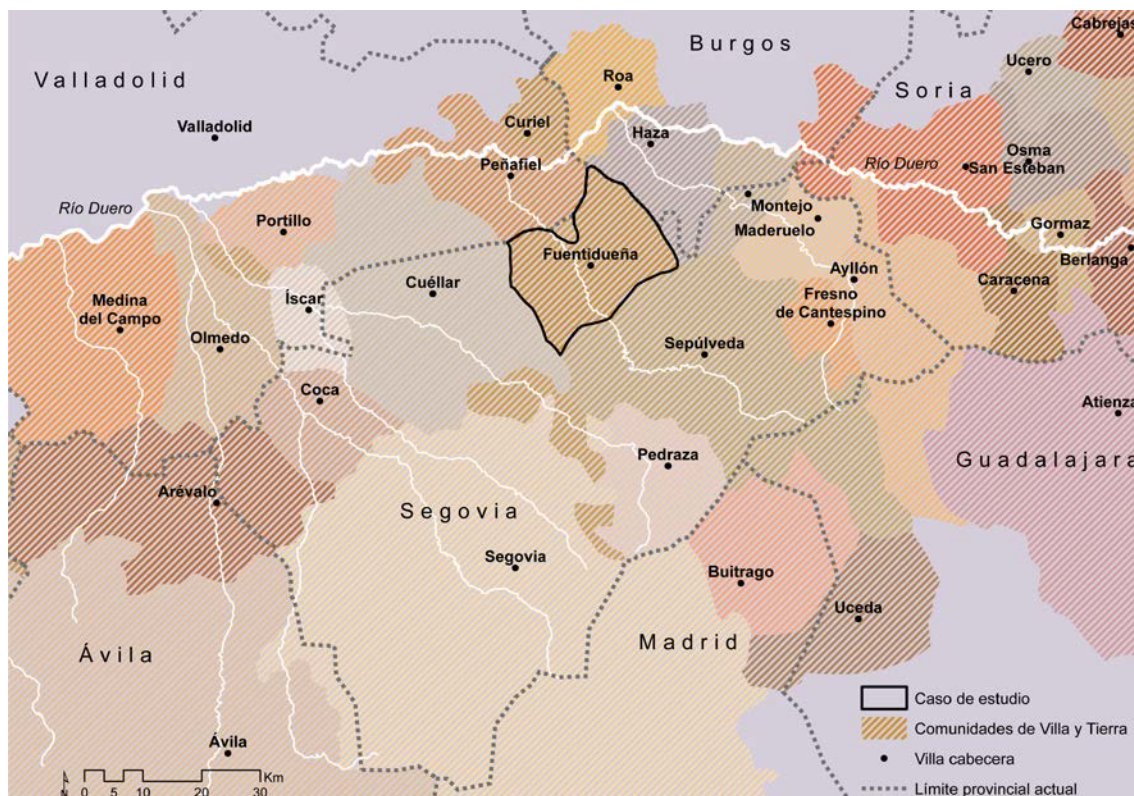 Cabrejas
Burgos
Ucero
Valladolid
Roa
Soria
Valladolid
Curiel
Haza
Osma
Peñafiel
Río Duero
San Esteban
Río Duero
Montejo
Portillo
Maderuelo
Gormaz
Fuentidueña
Berlanga
Ayllón
Cuéllar
Caracena
Íscar
Medina
del Campo
Fresno
de Cantespino
Olmedo
Sepúlveda
Coca
Atienza
Pedraza
Guadalajara
Arévalo
Segovia
Segovia
Buitrago
Uceda
Madrid
Ávila
Caso de estudio
Comunidades de Villa y Tierra
Ávila
Villa cabecera
Km
N
0 5 10 20 30
Límite provincial actual